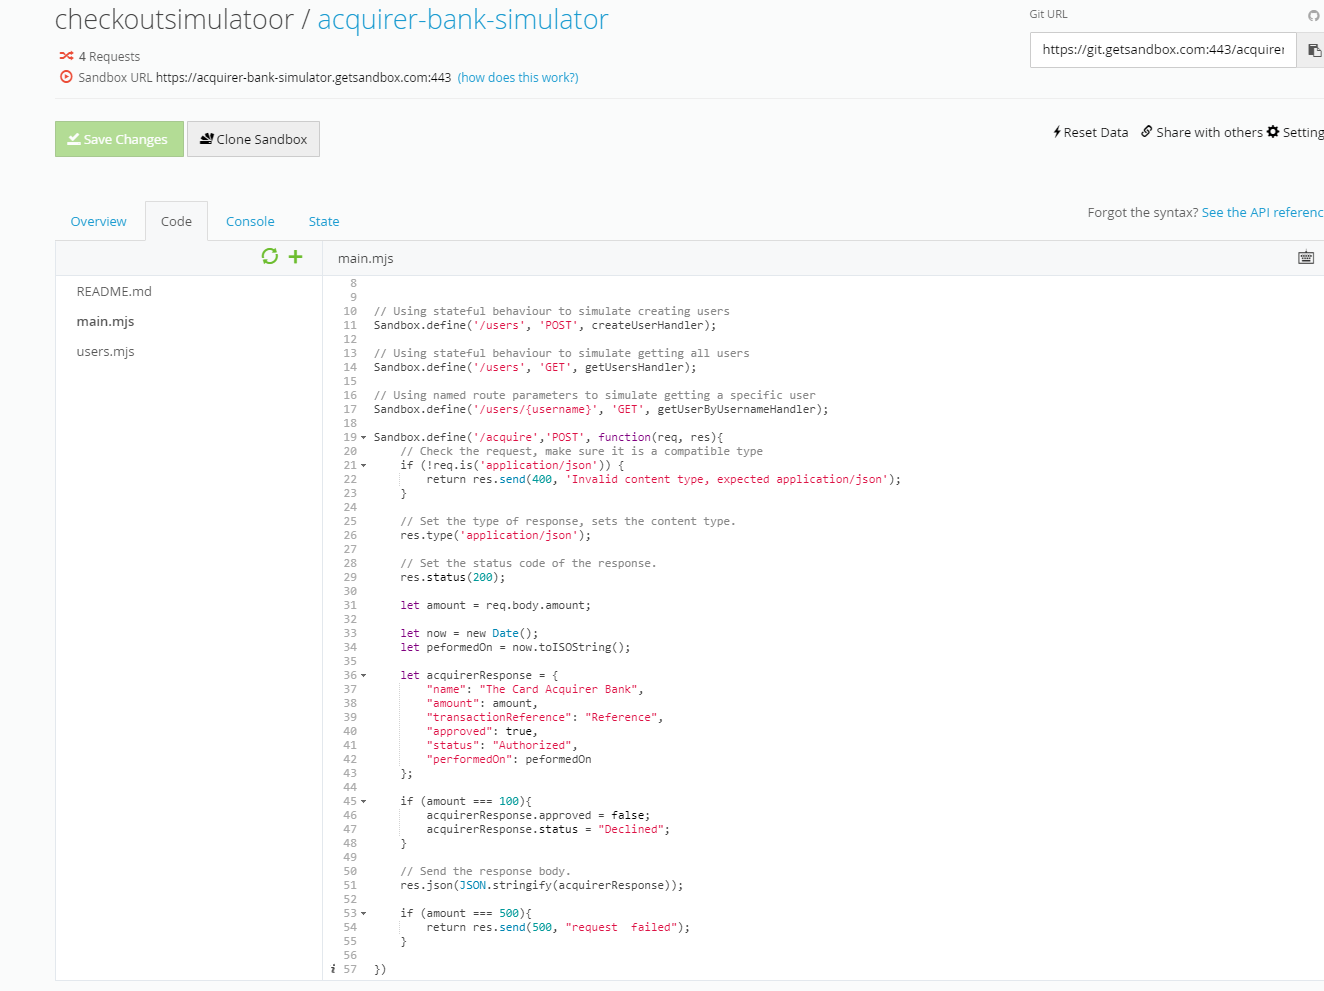 checkoutsimulatoor / acquirer-bank-simulator
4 Requests
Sandbox URL https://acquirer-bank-simulator.getsandbox.com:443 (how does this work?)
Git URL
https://git.getsandbox.com:443/acquirer
Save Changes
Clone Sandbox
Reset Data
Share with others
Setting
Overview
Code
Console
State
Forgot the syntax? See the API referenc
main.mjs
README.md
main.mjs
users.mjs
8
9
10 // Using stateful behaviour to simulate creating users
11 Sandbox.define('/users', 'POST', createUserHandler);
12
13 // Using stateful behaviour to simulate getting all users
14 Sandbox.define('/users', 'GET', getUsersHandler);
15
16 // Using named route parameters to simulate getting a specific user
17 Sandbox.define('/users/{username}', 'GET', getUserByUsernameHandler);
18
19 Sandbox.define('/acquire','POST', function(req, res){
20     // Check the request, make sure it is a compatible type
21     if (!req.is('application/json')) {
22         return res.send(400, 'Invalid content type, expected application/json');
23     }
24
25     // Set the type of response, sets the content type.
26     res.type('application/json');
27
28     // Set the status code of the response.
29     res.status(200);
30
31     let amount = req.body.amount;
32
33     let now = new Date();
34     let peformedOn = now.toISOString();
35
36     let acquirerResponse = {
37         "name": "The Card Acquirer Bank",
38         "amount": amount,
39         "transactionReference": "Reference",
40         "approved": true,
41         "status": "Authorized",
42         "performedOn": peformedOn
43     };
44
45     if (amount === 100){
46         acquirerResponse.approved = false;
47         acquirerResponse.status = "Declined";
48     }
49
50     // Send the response body.
51     res.json(JSON.stringify(acquirerResponse));
52
53     if (amount === 500){
54         return res.send(500, "request  failed");
55     }
56
i 57 })